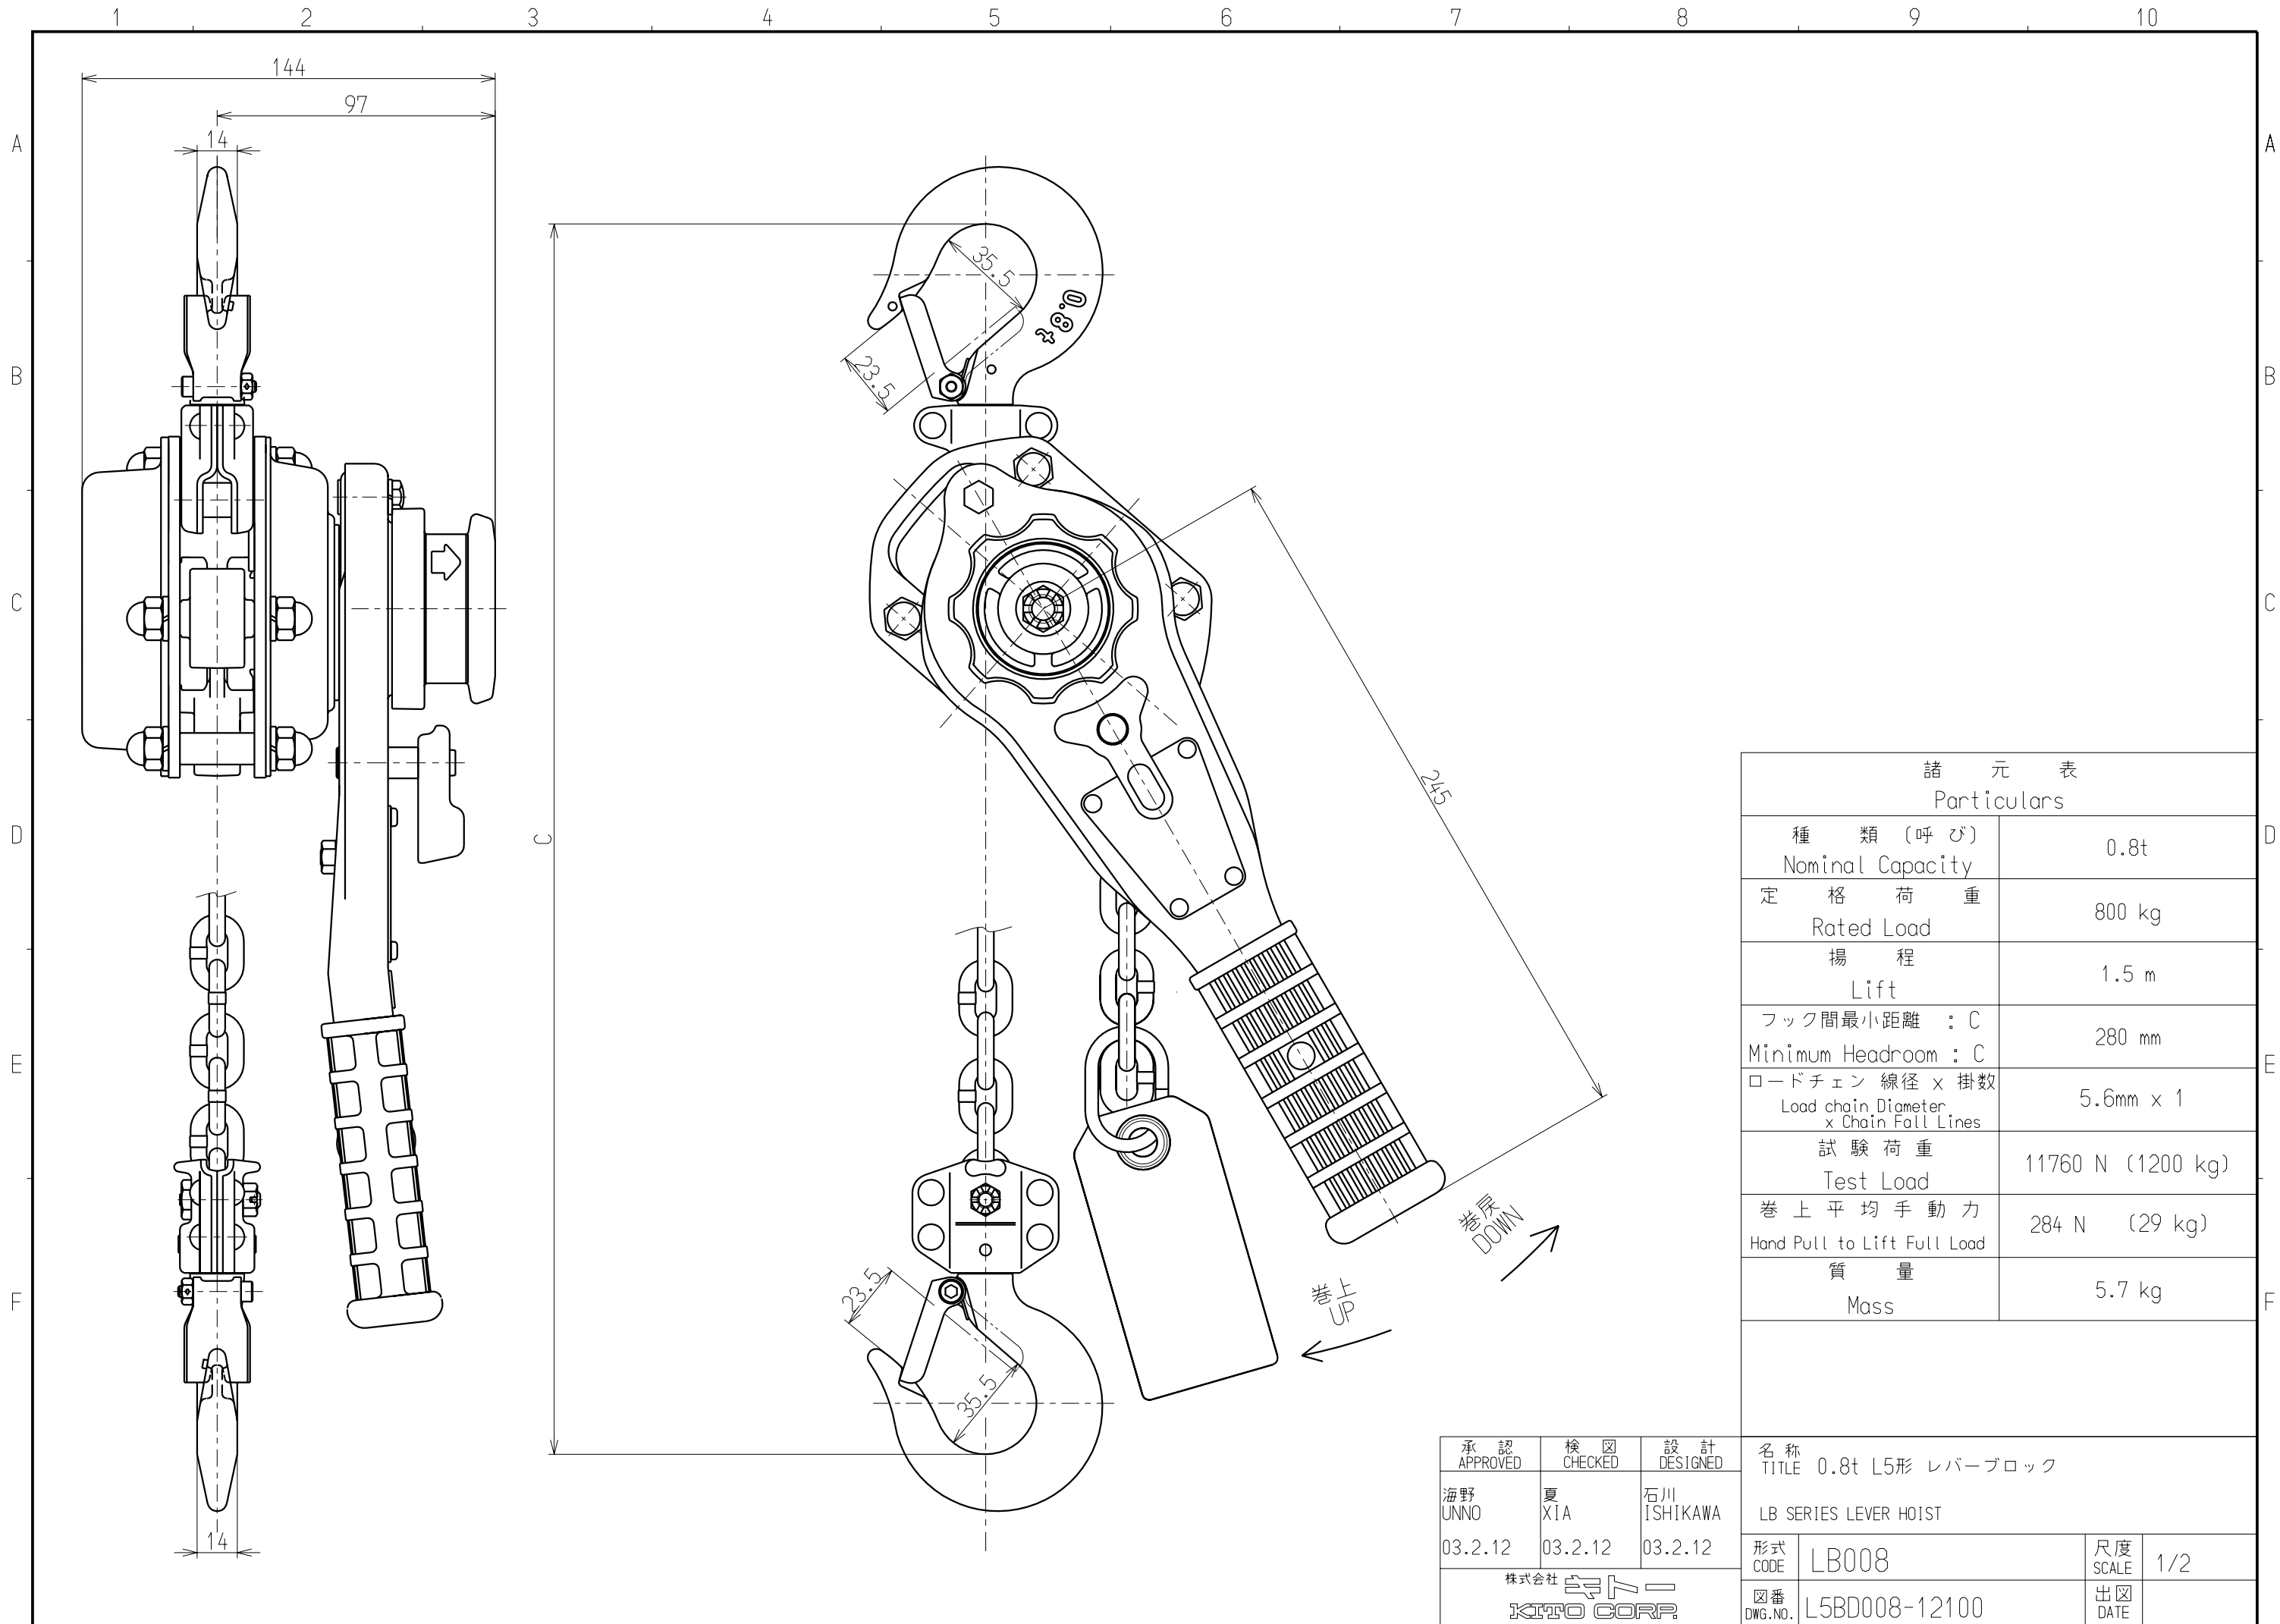 1 2 3 4 5 6 7 8 9 10
A
B
C
D
E
F
A
B
C
D
E
F
144
97
14
14
C
35.5
23.5
0.8t
245
23.5
35.5
巻戻
DOWN
巻上
UP
諸 元 表
Particulars
種 類 (呼 び)
Nominal Capacity
0.8t
定 格 荷 重
Rated Load
800 kg
揚 程
Lift
1.5 m
フック間最小距離 : C
Minimum Headroom : C
280 mm
ロードチェン 線径 x 掛数
Load chain Diameter
x Chain Fall Lines
5.6mm x 1
試 験 荷 重
Test Load
11760 N (1200 kg)
巻 上 平 均 手 動 力
Hand Pull to Lift Full Load
284 N (29 kg)
質 量
Mass
5.7 kg
承 認
APPROVED
検 図
CHECKED
設 計
DESIGNED
海野
UNNO
03.2.12
夏
XIA
03.2.12
石川
ISHIKAWA
03.2.12
株式会社 キトー
KITO CORP.
名 称
TITLE 0.8t L5形 レバーブロック
LB SERIES LEVER HOIST
形式
CODE
LB008
尺度
SCALE
1/2
図番
DWG.NO.
L5BD008-12100
出図
DATE